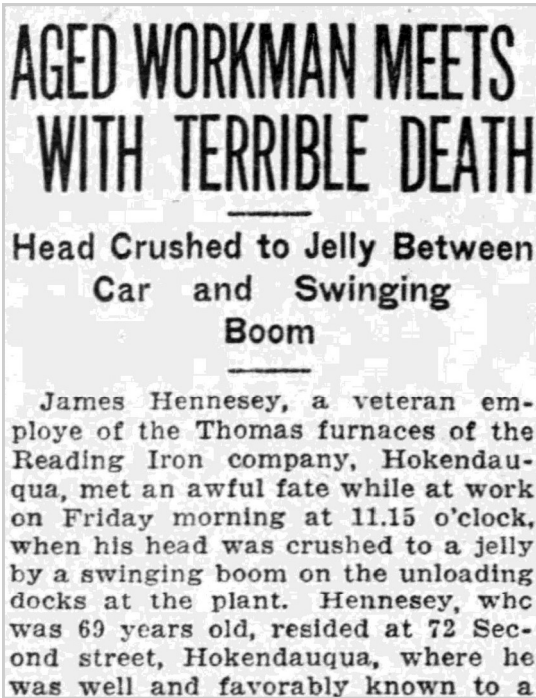 AGED WORKMAN MEETS
WITH TERRIBLE DEATH
Head Crushed to Jelly Between
Car and Swinging
Boom
James Hennesey, a veteran em-
ploye of the Thomas furnaces of the
Reading Iron company, Hokendau-
qua, met an awful fate while at work
on Friday morning at 11.15 o'clock,
when his head was crushed to a jelly
by a swinging boom on the unloading
docks at the plant. Hennesey, who
was 69 years old, resided at 72 Sec-
ond street, Hokendauqua, where he
was well and favorably known to a